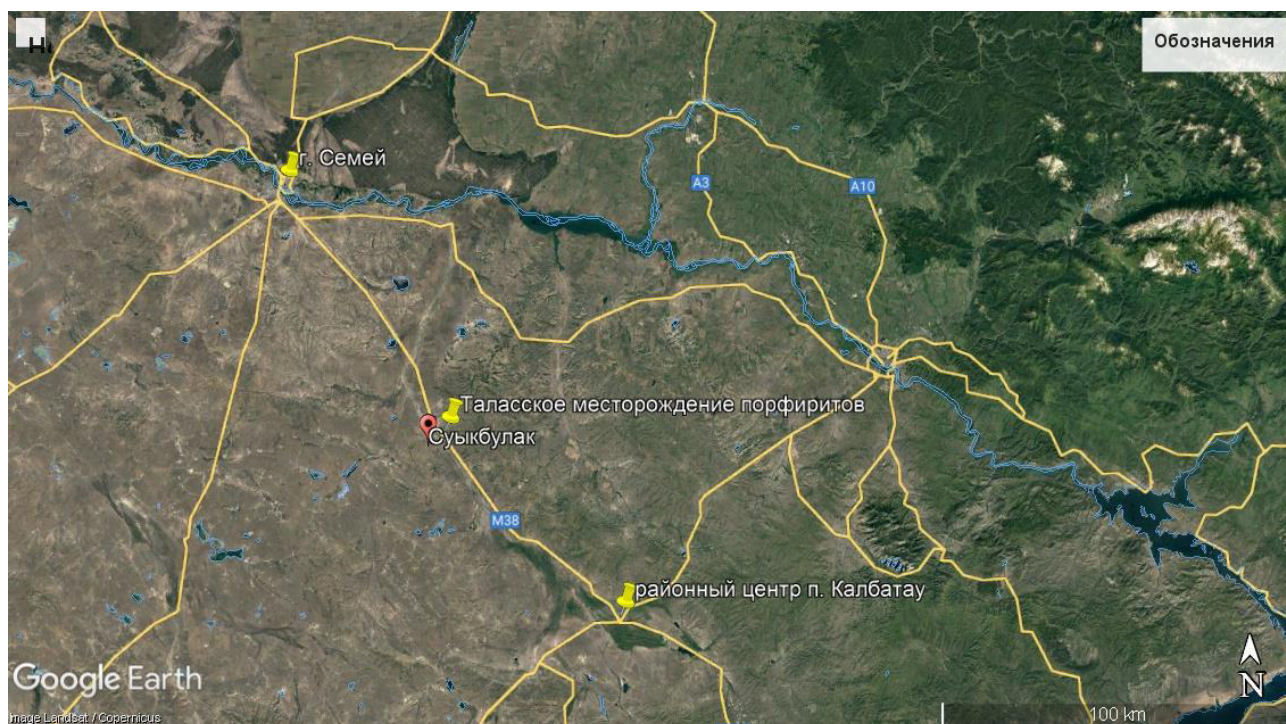 Обозначения
г. Семей
A3
A10
Таласское месторождение порфиритов
Суыкбулак
M38
районный центр п. Калбатау
Google Earth
N
100 km
Image Landsat / Copernicus